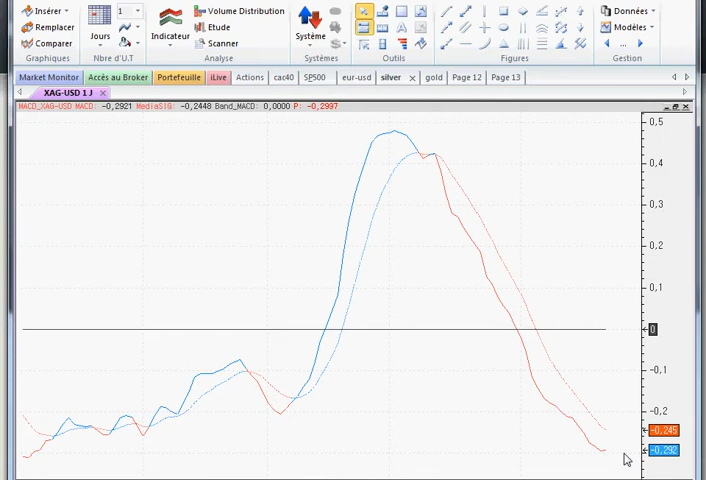 Insérer
Remplacer
Comparer
Graphiques
1
Jours
Nbre d'U.T
Indicateur
Volume Distribution
Etude
Scanner
Analyse
Système
Systèmes
Outils
Figures
Données
Modèles
...
Gestion
Market Monitor Accès au Broker Portefeuille iLive Actions cac40 SP500 eur-usd silver gold Page 12 Page 13
XAG-USD 1 J
MACD_XAG-USD MACD: -0,2921 MediaSIG: -0,2448 Band_MACD: 0,0000 P: -0,2997
0,5
0,4
0,3
0,2
0,1
0
-0,1
-0,2
-0,245
-0,292